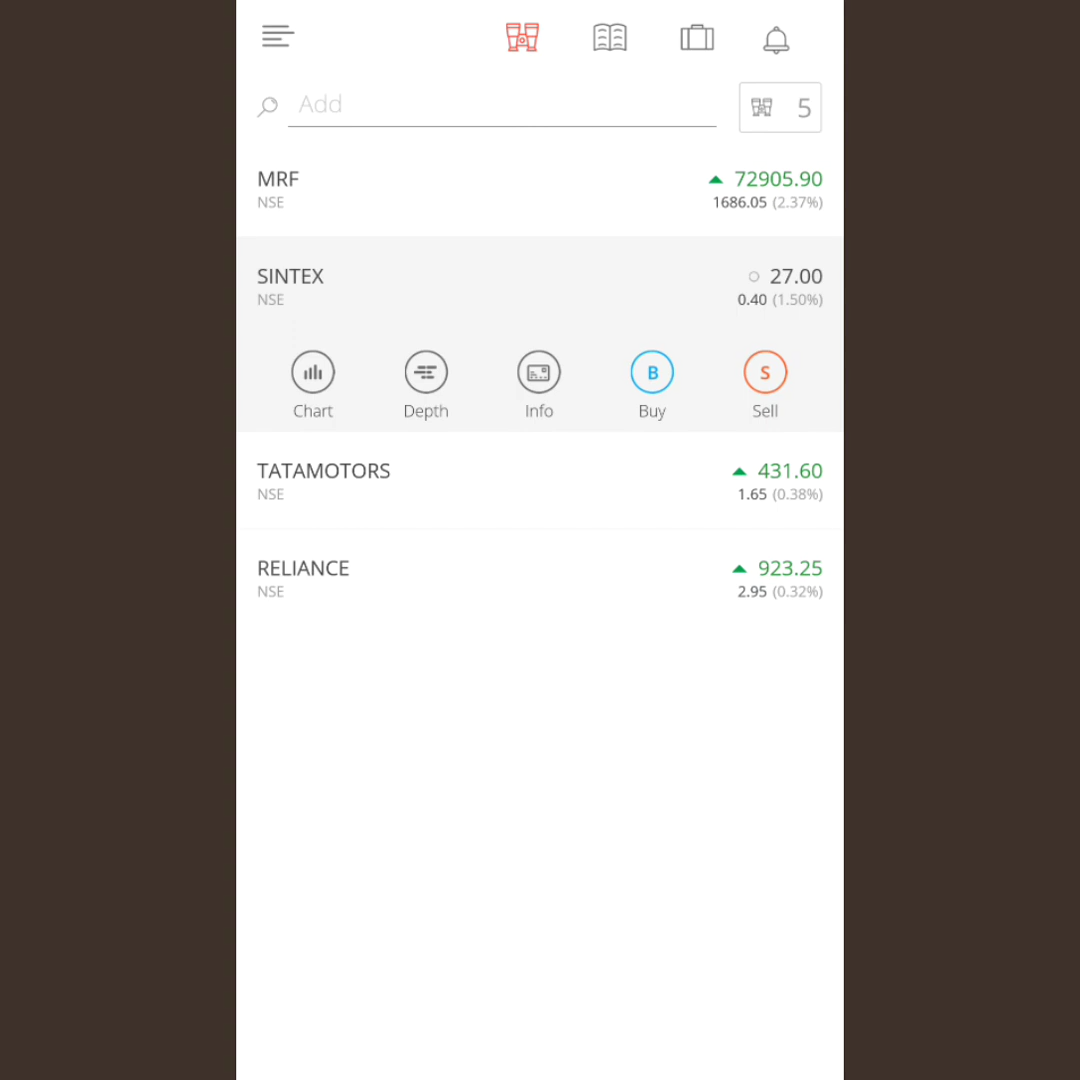 Add
5
MRF
72905.90
NSE
1686.05 (2.37%)
SINTEX
27.00
NSE
0.40 (1.50%)
B
S
Chart
Depth
Info
Buy
Sell
TATAMOTORS
431.60
NSE
1.65 (0.38%)
RELIANCE
923.25
NSE
2.95 (0.32%)